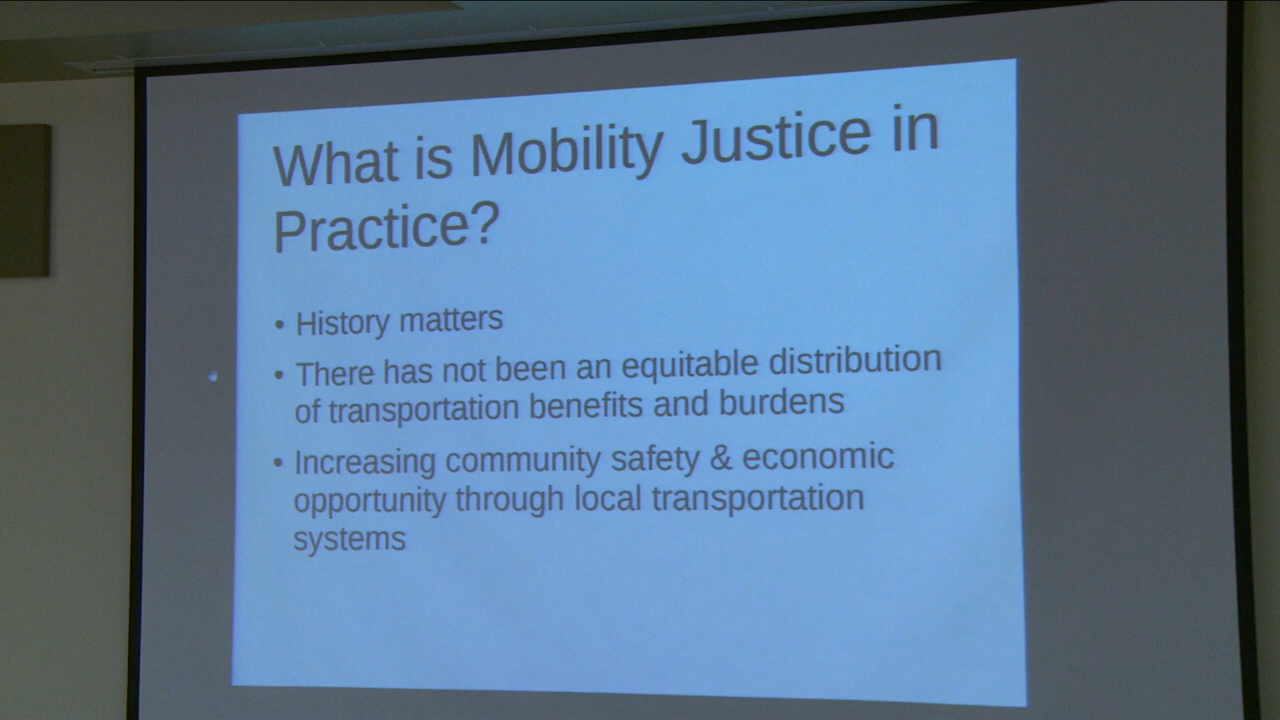 What is Mobility Justice in
Practice?
• History matters
• There has not been an equitable distribution
of transportation benefits and burdens
• Increasing community safety & economic
opportunity through local transportation
systems